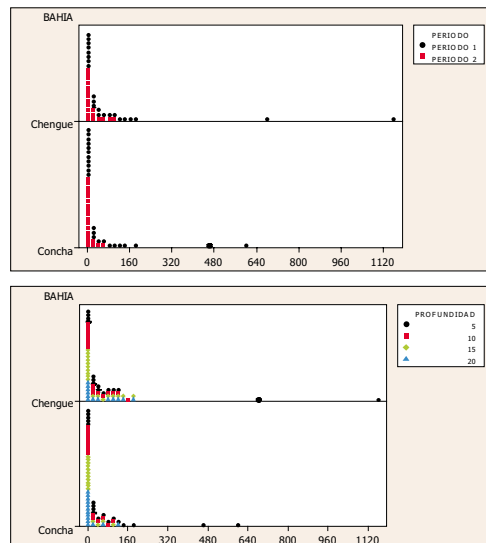 BAHIA
PERIODO
PERIODO 1
PERIODO 2
Chengue
Concha
0 160 320 480 640 800 960 1120
BAHIA
PROFUNDIDAD
5
10
15
20
Chengue
Concha
0 160 320 480 640 800 960 1120